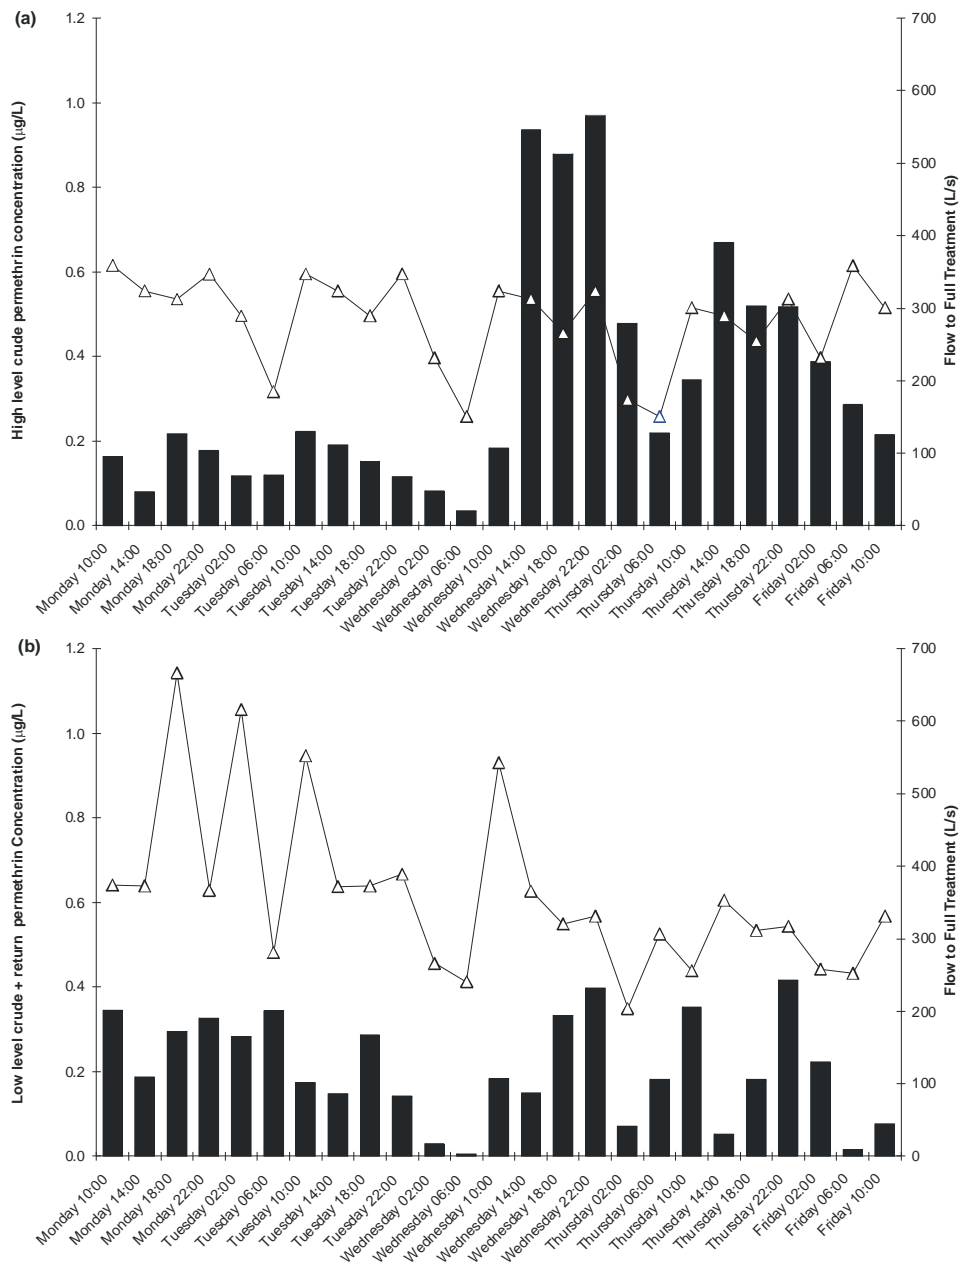 (a)
High level crude permethrin concentration (µg/L)
1.2
1.0
0.8
0.6
0.4
0.2
0.0
700
600
500
400
300
200
100
0
Flow to Full Treatment (L/s)
Monday 10:00
Monday 14:00
Monday 18:00
Monday 22:00
Tuesday 02:00
Tuesday 06:00
Tuesday 10:00
Tuesday 14:00
Tuesday 18:00
Tuesday 22:00
Wednesday 02:00
Wednesday 06:00
Wednesday 10:00
Wednesday 14:00
Wednesday 18:00
Wednesday 22:00
Thursday 02:00
Thursday 06:00
Thursday 10:00
Thursday 14:00
Thursday 18:00
Thursday 22:00
Friday 02:00
Friday 06:00
Friday 10:00
(b)
Low level crude + return permethrin Concentration (µg/L)
1.2
1.0
0.8
0.6
0.4
0.2
0.0
700
600
500
400
300
200
100
0
Flow to Full Treatment (L/s)
Monday 10:00
Monday 14:00
Monday 18:00
Monday 22:00
Tuesday 02:00
Tuesday 06:00
Tuesday 10:00
Tuesday 14:00
Tuesday 18:00
Tuesday 22:00
Wednesday 02:00
Wednesday 06:00
Wednesday 10:00
Wednesday 14:00
Wednesday 18:00
Wednesday 22:00
Thursday 02:00
Thursday 06:00
Thursday 10:00
Thursday 14:00
Thursday 18:00
Thursday 22:00
Friday 02:00
Friday 06:00
Friday 10:00